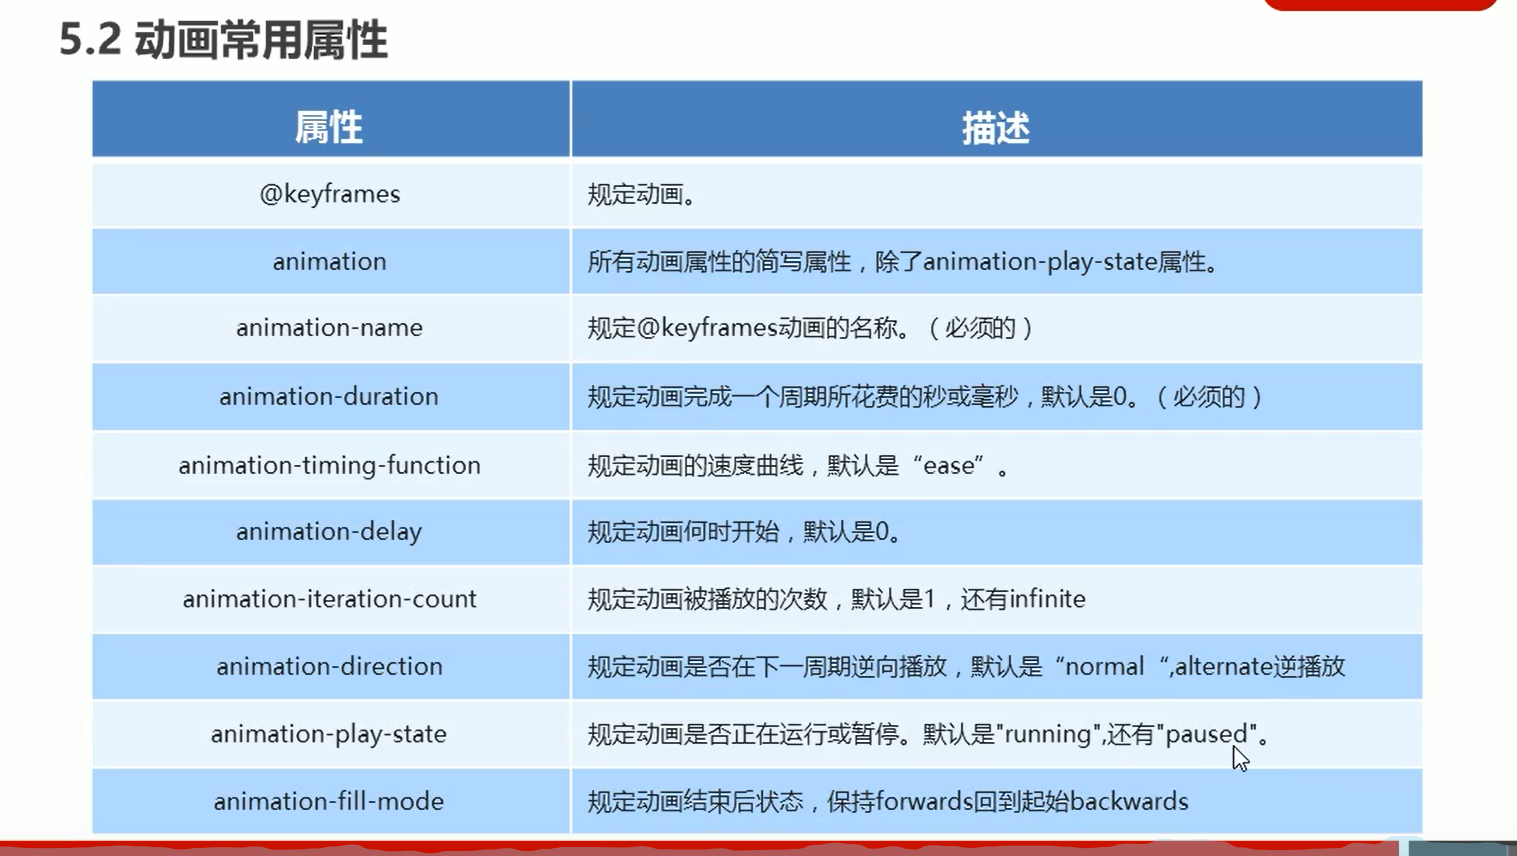 5.2 动画常用属性
属性 描述
@keyframes 规定动画。
animation 所有动画属性的简写属性，除了animation-play-state属性。
animation-name 规定@keyframes动画的名称。（必须的）
animation-duration 规定动画完成一个周期所花费的秒或毫秒，默认是0。（必须的）
animation-timing-function 规定动画的速度曲线，默认是“ease”。
animation-delay 规定动画何时开始，默认是0。
animation-iteration-count 规定动画被播放的次数，默认是1，还有infinite
animation-direction 规定动画是否在下一周期逆向播放，默认是“normal“,alternate逆播放
animation-play-state 规定动画是否正在运行或暂停。默认是"running",还有"paused"。
animation-fill-mode 规定动画结束后状态，保持forwards回到起始backwards